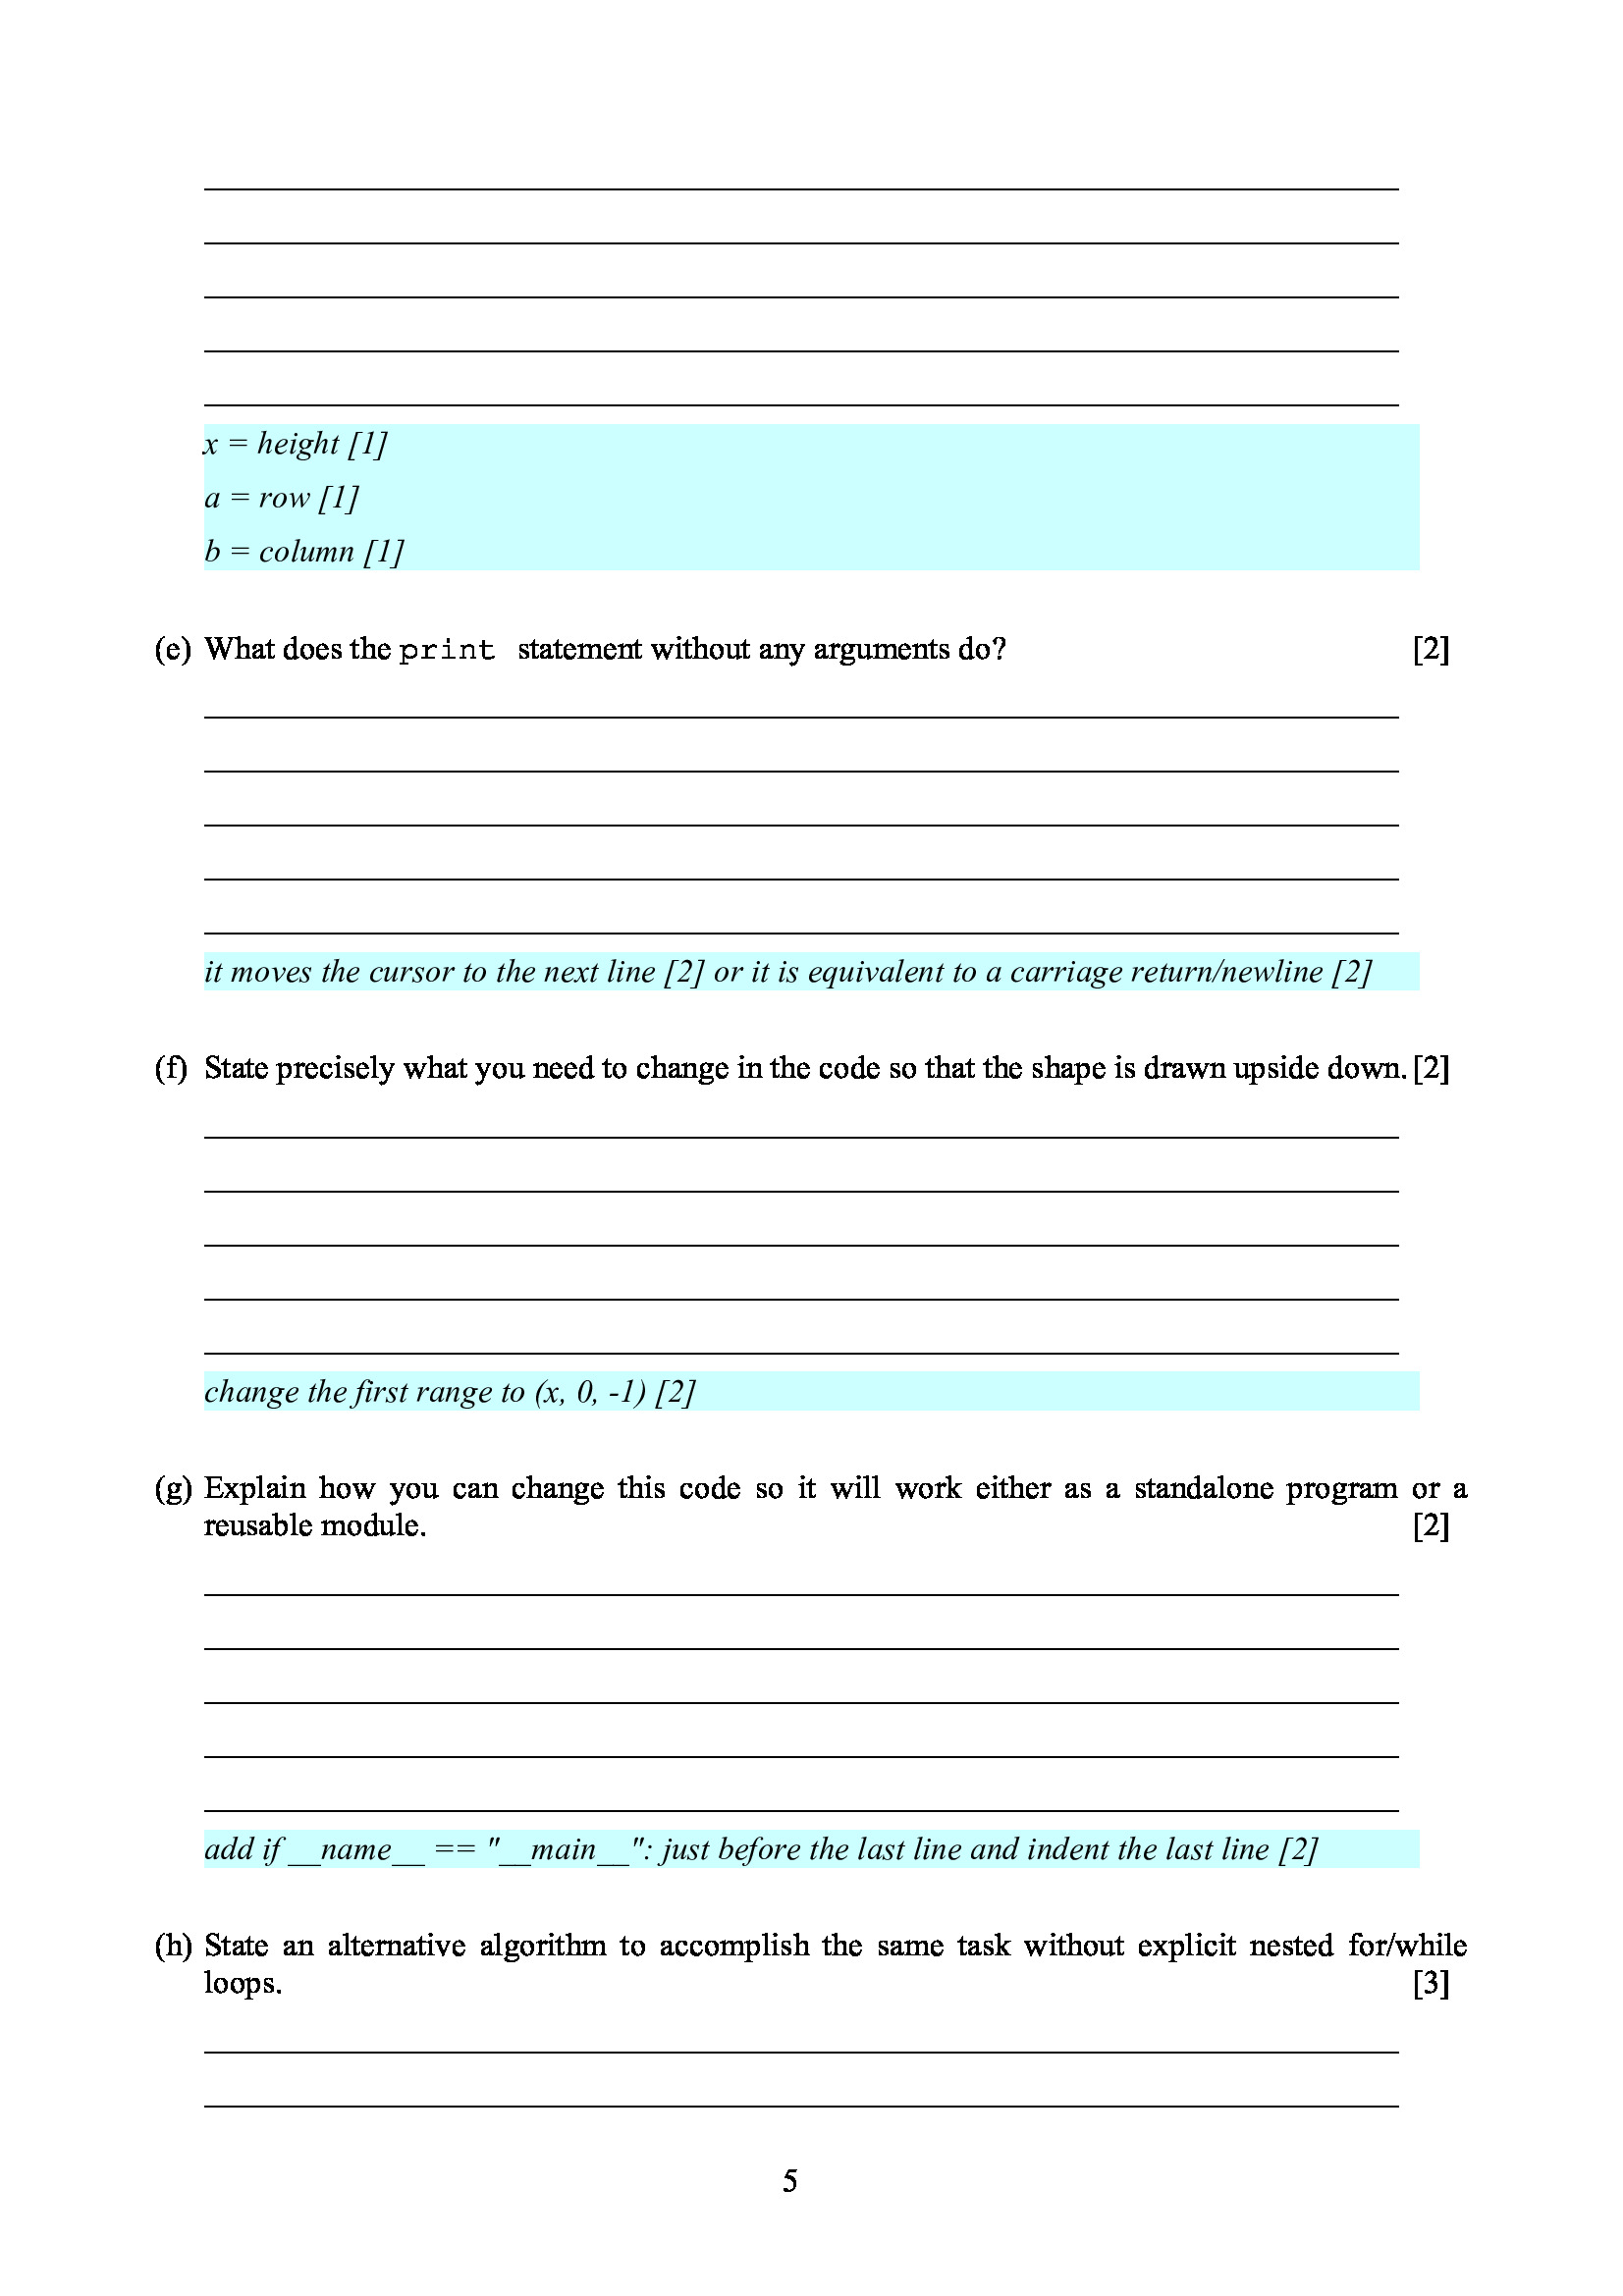 x = height [1]
a = row [1]
b = column [1]
(e) What does the print statement without any arguments do? [2]
it moves the cursor to the next line [2] or it is equivalent to a carriage return/newline [2]
(f) State precisely what you need to change in the code so that the shape is drawn upside down. [2]
change the first range to (x, 0, -1) [2]
(g) Explain how you can change this code so it will work either as a standalone program or a
reusable module. [2]
add if __name__ == "__main__": just before the last line and indent the last line [2]
(h) State an alternative algorithm to accomplish the same task without explicit nested for/while
loops. [3]
5